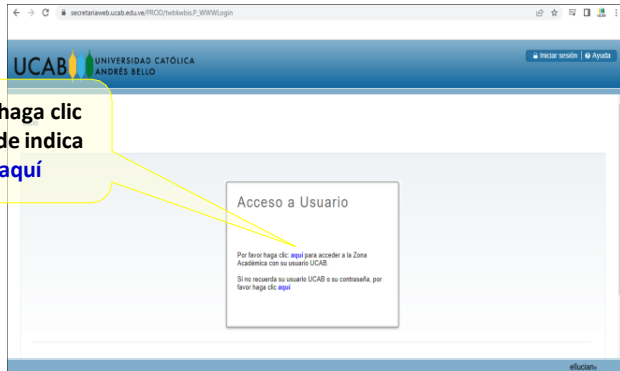 secretariaweb.ucab.edu.ve/PROD/twbkwbis.P_WWWLogin
UCAB
UNIVERSIDAD CATÓLICA
ANDRÉS BELLO
Iniciar sesión | Ayuda
haga clic
de indica
aquí
Acceso a Usuario
Por favor haga clic: aquí para acceder a la Zona
Académica con su usuario UCAB.
Si no recuerda su usuario UCAB o su contraseña, por
favor haga clic aquí
ellucian